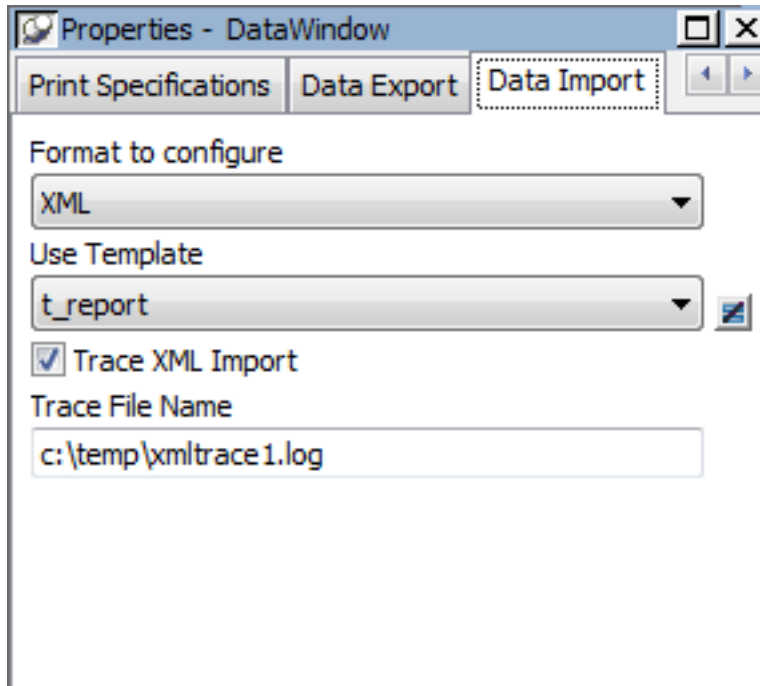 Properties - DataWindow
Print Specifications Data Export Data Import
Format to configure
XML
Use Template
t_report
Trace XML Import
Trace File Name
c:\temp\xmltrace1.log